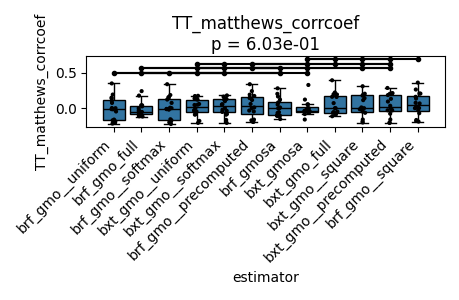 TT_matthews_corrcoef
p = 6.03e-01
TT_matthews_corrcoef
0.5
0.0
brf_gmo__uniform
brf_gmo_full
brf_gmo__softmax
bxt_gmo__uniform
bxt_gmo__softmax
brf_gmo__precomputed
brf_gmosa
bxt_gmosa
bxt_gmo_full
bxt_gmo__square
bxt_gmo__precomputed
brf_gmo__square
estimator